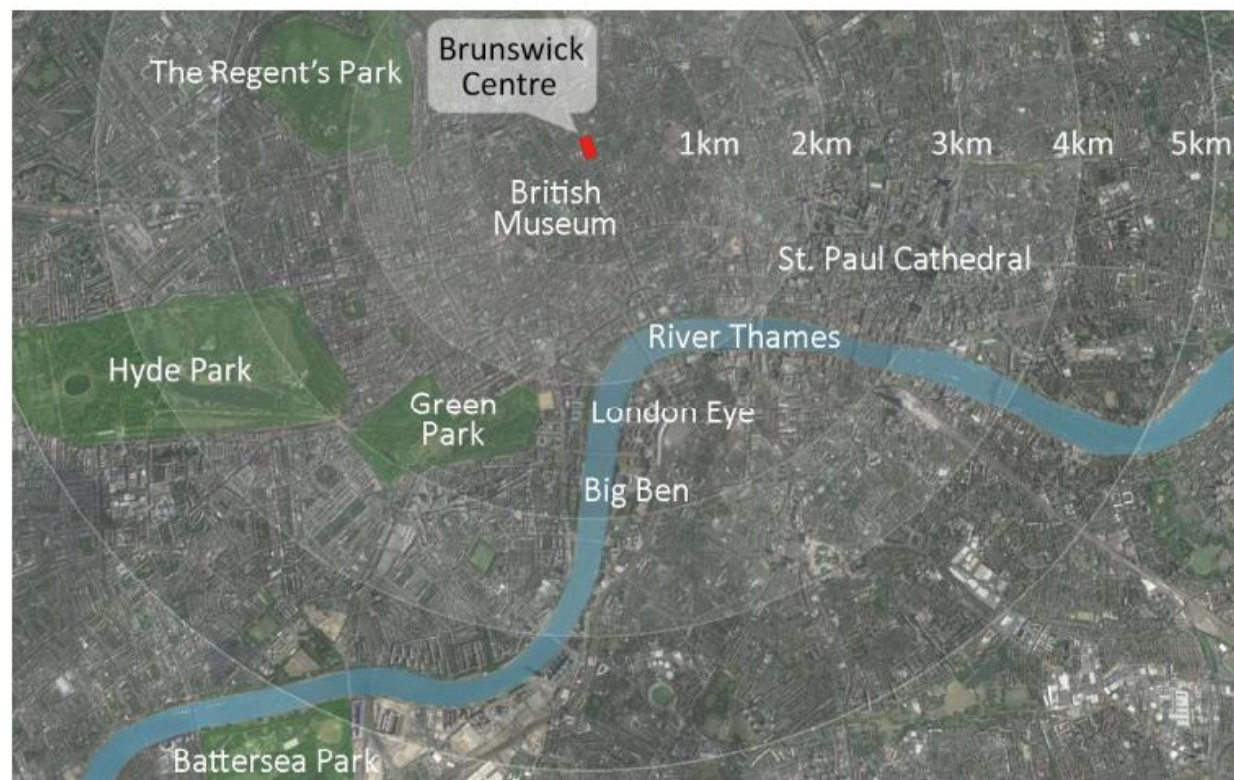 Brunswick
Centre
The Regent's Park
1km
2km
3km
4km
5km
British
Museum
St. Paul Cathedral
River Thames
Hyde Park
Green
Park
London Eye
Big Ben
Battersea Park